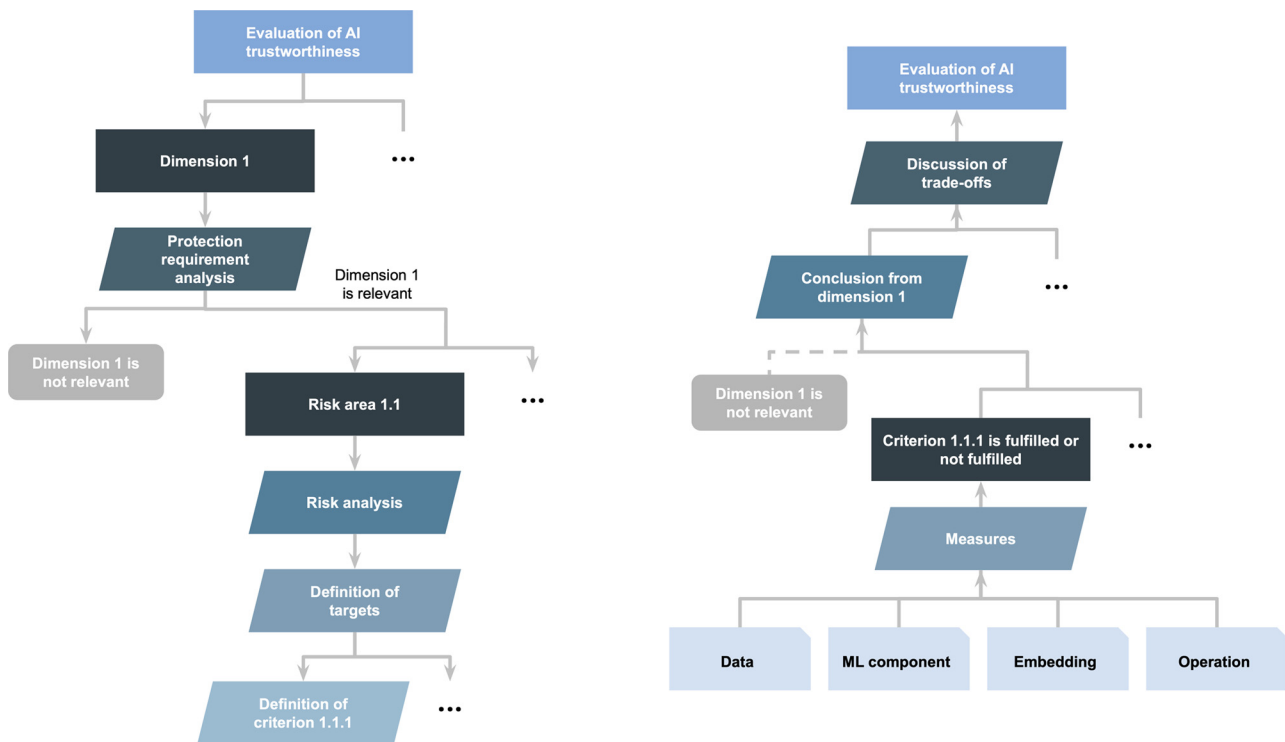 Evaluation of AI
trustworthiness
Dimension 1
...
Protection
requirement
analysis
Dimension 1
is relevant
Dimension 1 is
not relevant
Risk area 1.1
...
Risk analysis
Definition of
targets
Definition of
criterion 1.1.1
...
Evaluation of AI
trustworthiness
Discussion of
trade-offs
Conclusion from
dimension 1
...
Dimension 1 is
not relevant
Criterion 1.1.1 is fulfilled or
not fulfilled
...
Measures
Data
ML component
Embedding
Operation